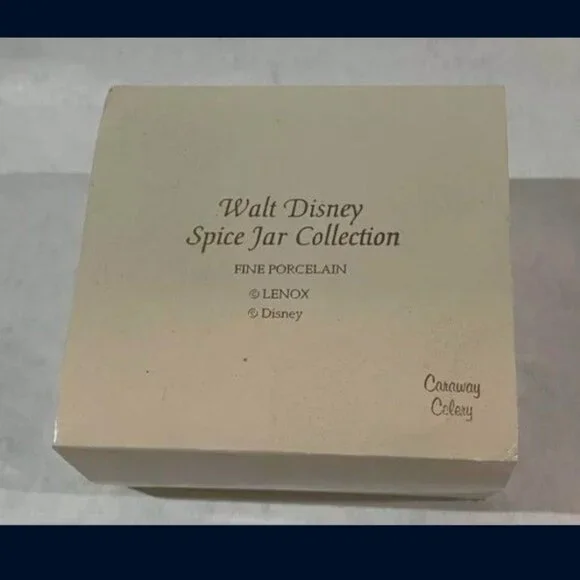 Walt Disney
Spice Jar Collection
FINE PORCELAIN
© LENOX
© Disney
Caraway
Celery